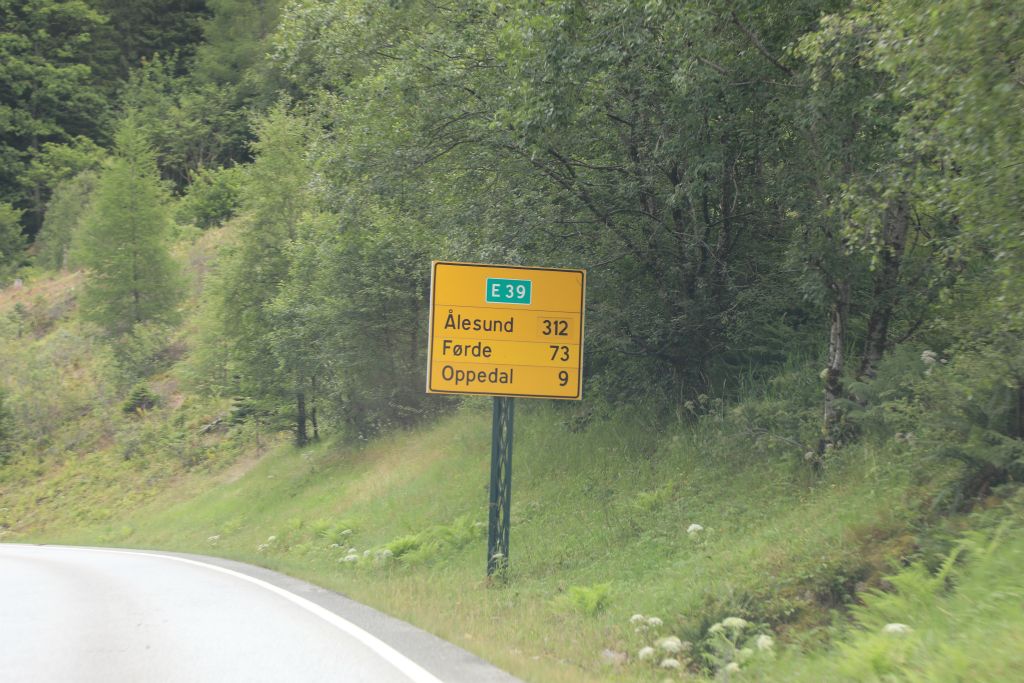 E 39
Ålesund 312
Førde 73
Oppedal 9